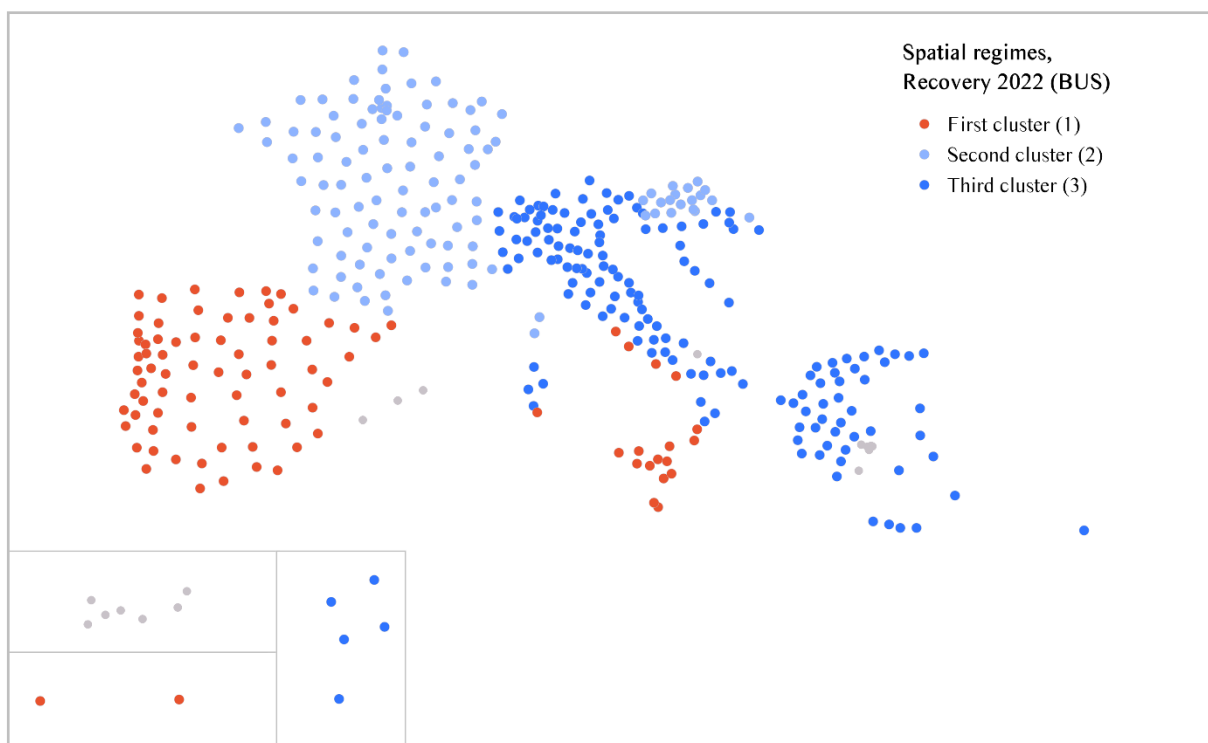 Spatial regimes,
Recovery 2022 (BUS)
First cluster (1)
Second cluster (2)
Third cluster (3)